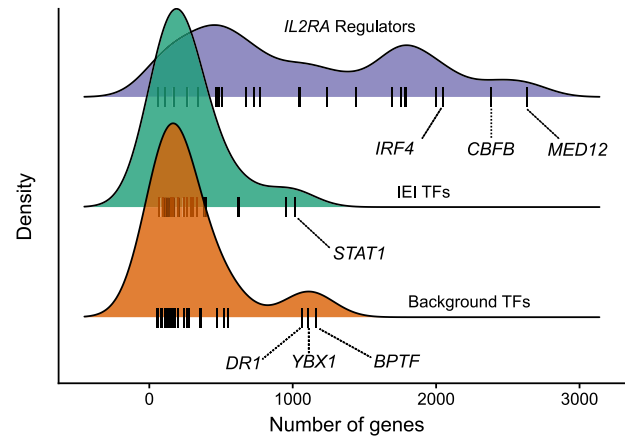 IL2RA Regulators
IRF4 CBFB MED12
IEI TFs
STAT1
Background TFs
DR1 YBX1 BPTF
Density
0 1000 2000 3000
Number of genes